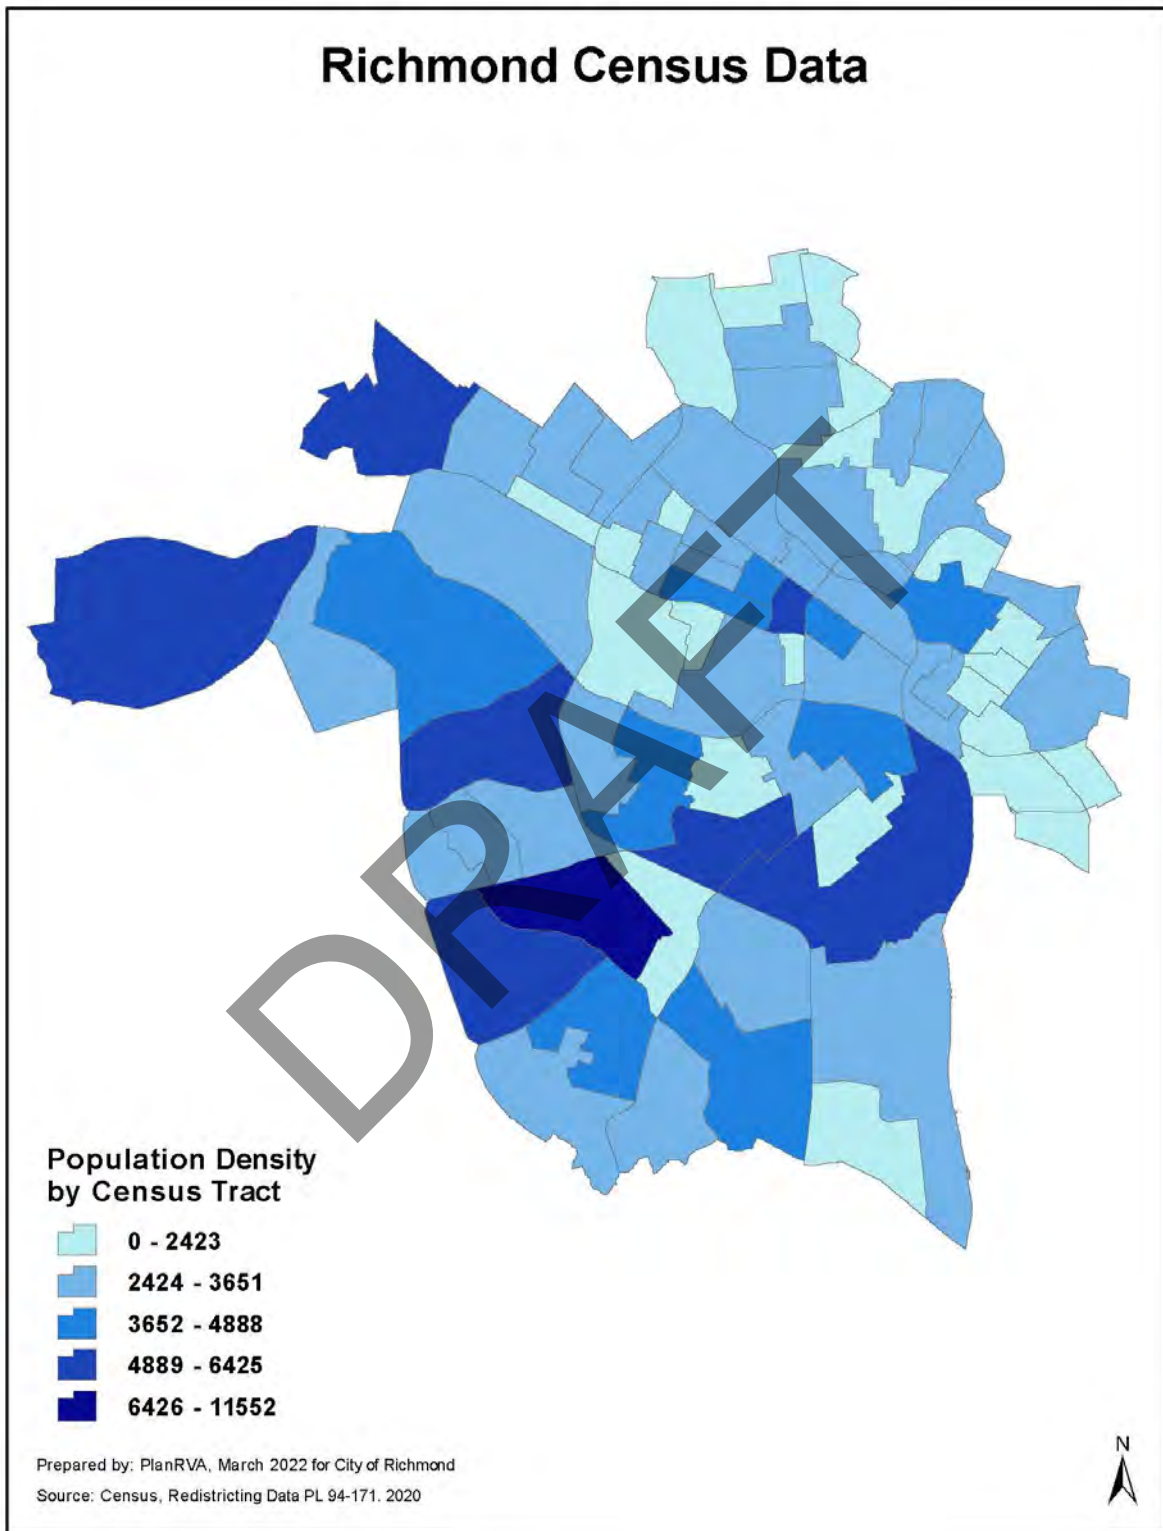 Richmond Census Data
DRAFT
Population Density
by Census Tract
0 - 2423
2424 - 3651
3652 - 4888
4889 - 6425
6426 - 11552
Prepared by: PlanRVA, March 2022 for City of Richmond
Source: Census, Redistricting Data PL 94-171. 2020
N